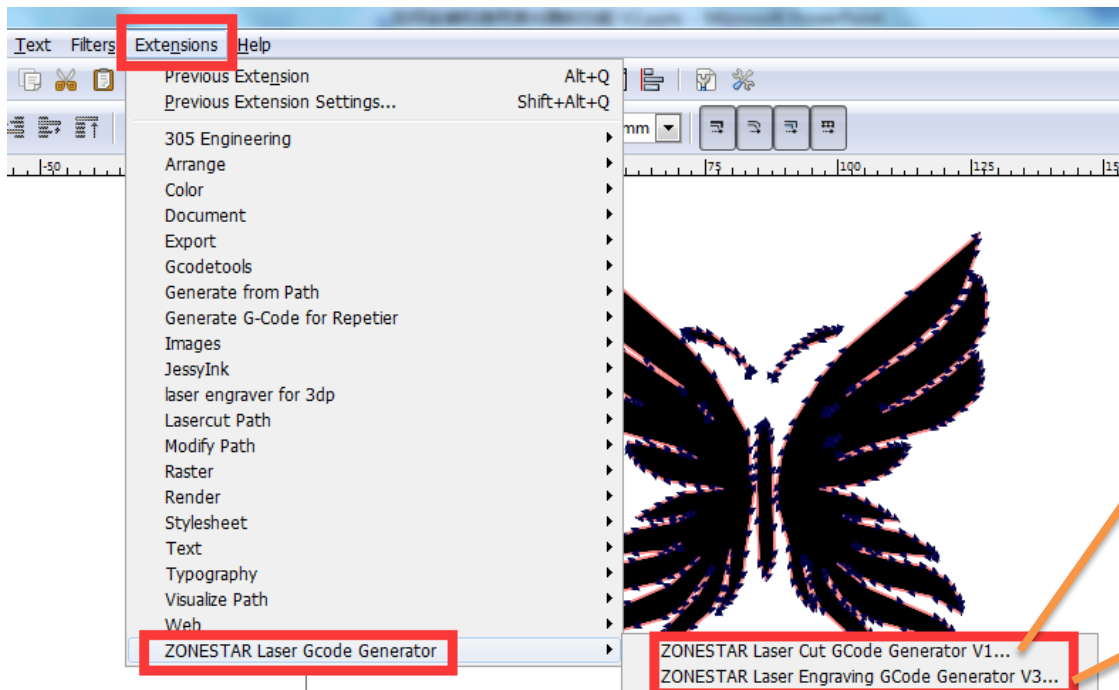 Text Filters Extensions Help
Previous Extension Alt+Q
Previous Extension Settings... Shift+Alt+Q
mm
305 Engineering
-50 75 100 125 15
Arrange
Color
Document
Export
Gcodetools
Generate from Path
Generate G-Code for Repetier
Images
JessyInk
laser engraver for 3dp
Lasercut Path
Modify Path
Raster
Render
Stylesheet
Text
Typography
Visualize Path
Web
ZONESTAR Laser Gcode Generator
ZONESTAR Laser Cut GCode Generator V1...
ZONESTAR Laser Engraving GCode Generator V3...